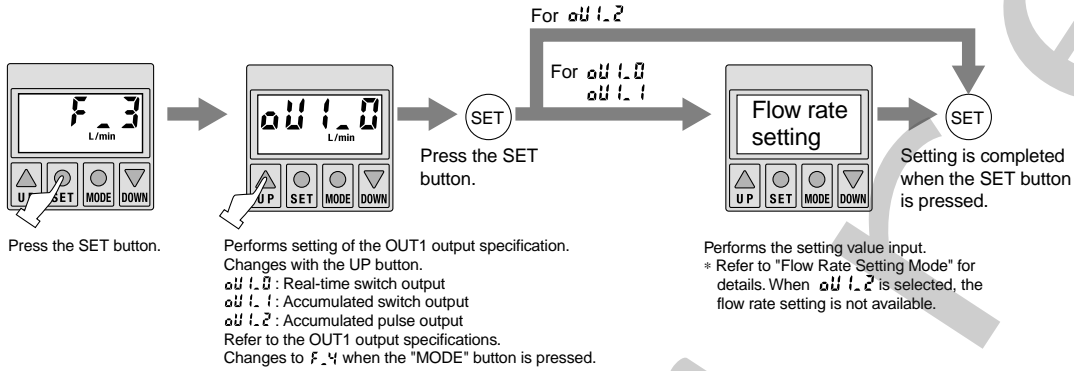 For oU1_2
For oU1_0
oU1_1
F_3
L/min
UP SET MODE DOWN
Press the SET button.
oU1_0
L/min
UP SET MODE DOWN
Performs setting of the OUT1 output specification.
Changes with the UP button.
oU1_0 : Real-time switch output
oU1_1 : Accumulated switch output
oU1_2 : Accumulated pulse output
Refer to the OUT1 output specifications.
Changes to F_4 when the "MODE" button is pressed.
SET
Press the SET
button.
Flow rate
setting
UP SET MODE DOWN
Performs the setting value input.
* Refer to "Flow Rate Setting Mode" for
details. When oU1_2 is selected, the
flow rate setting is not available.
SET
Setting is completed
when the SET button
is pressed.